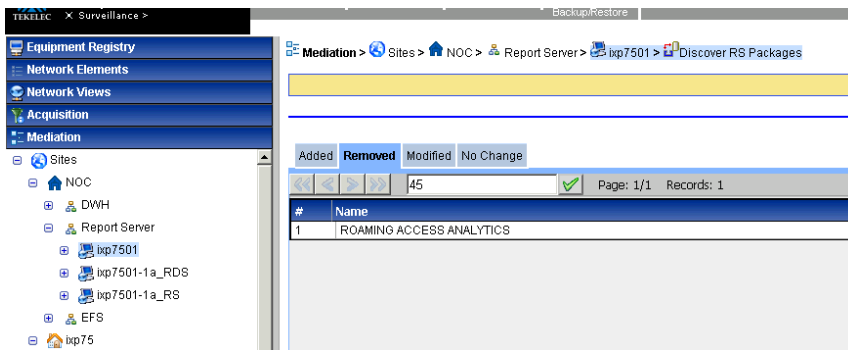 Backup/Restore
TEKELEC X Surveillance >
Equipment Registry
Network Elements
Network Views
Acquisition
Mediation
Sites
NOC
DWH
Report Server
ixp7501
ixp7501-1a_RDS
ixp7501-1a_RS
EFS
ixp75
Mediation > Sites > NOC > Report Server > ixp7501 > Discover RS Packages
Added Removed Modified No Change
45 Page: 1/1 Records: 1
# Name
1 ROAMING ACCESS ANALYTICS